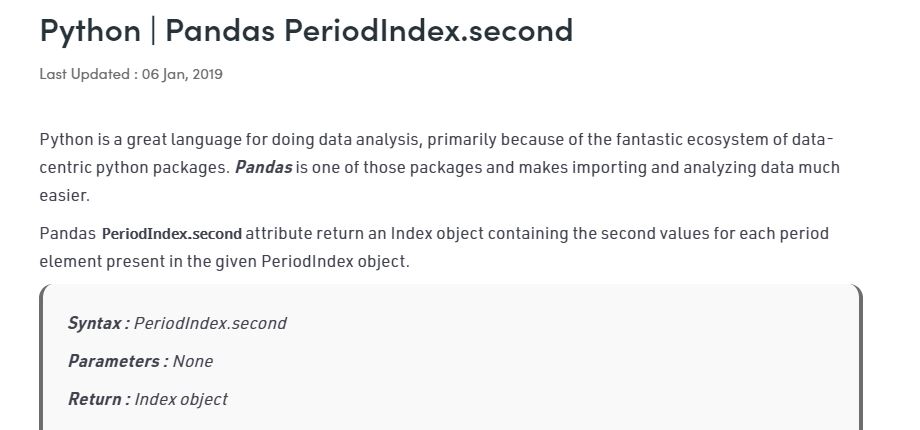 Python | Pandas PeriodIndex.second
Last Updated : 06 Jan, 2019
Python is a great language for doing data analysis, primarily because of the fantastic ecosystem of data-
centric python packages. Pandas is one of those packages and makes importing and analyzing data much
easier.
Pandas PeriodIndex.second attribute return an Index object containing the second values for each period
element present in the given PeriodIndex object.
Syntax : PeriodIndex.second
Parameters : None
Return : Index object